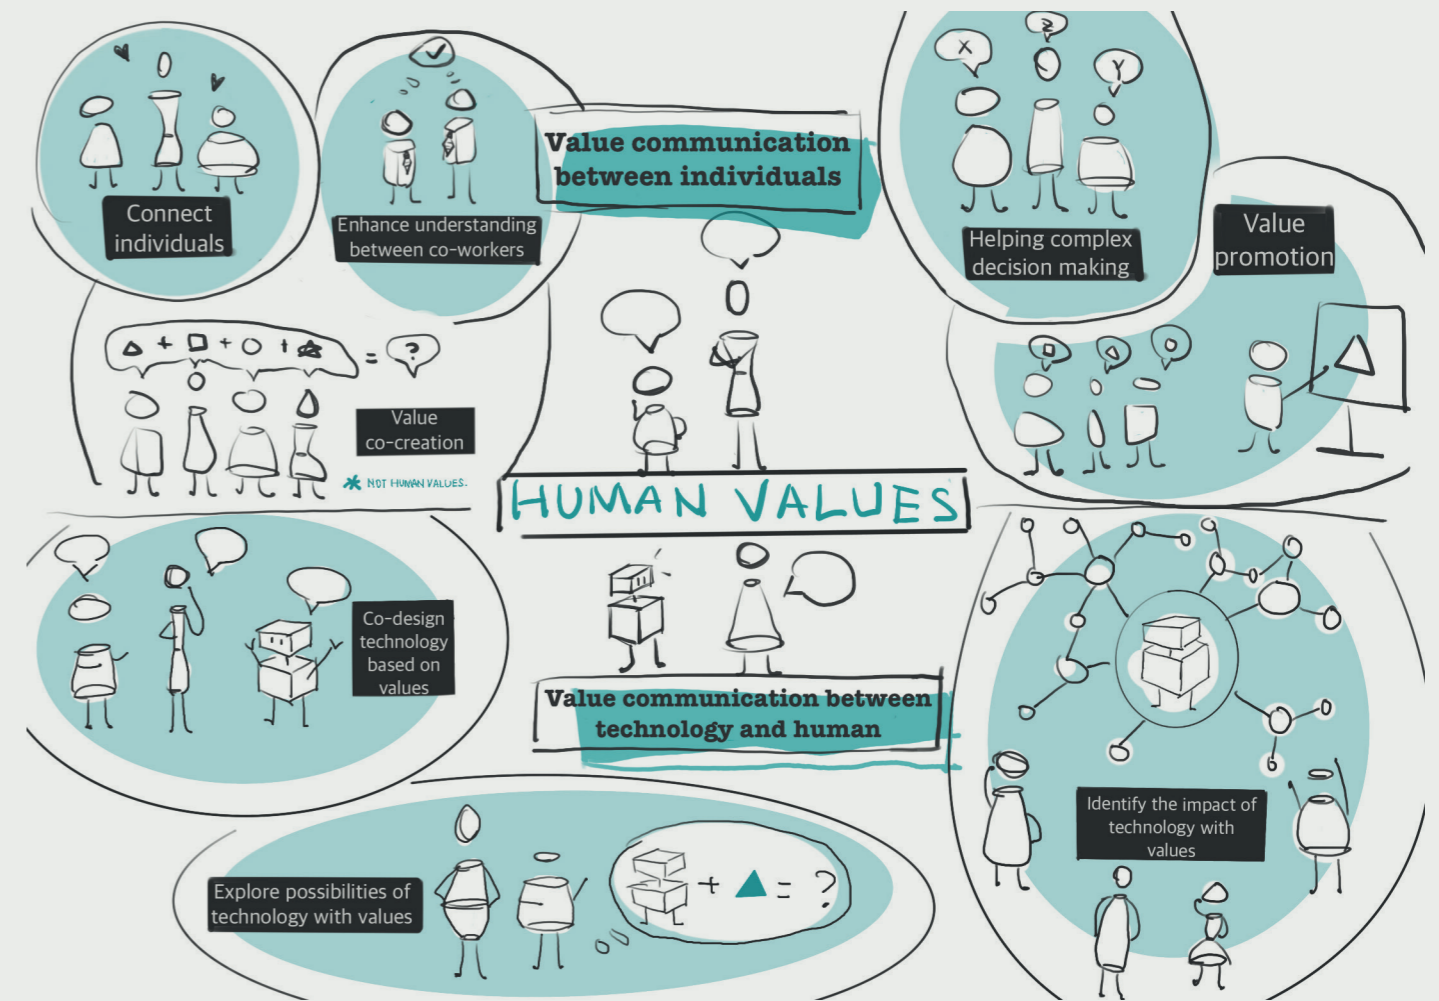 Connect
individuals
Enhance understanding
between co-workers
Value communication
between individuals
X
Z
Y
Helping complex
decision making
Value
promotion
+ + + = ?
Value
co-creation
* NOT HUMAN VALUES.
HUMAN VALUES
Co-design
technology
based on
values
Value communication between
technology and human
Identify the impact of
technology with
values
Explore possibilities of
technology with values
+ = ?